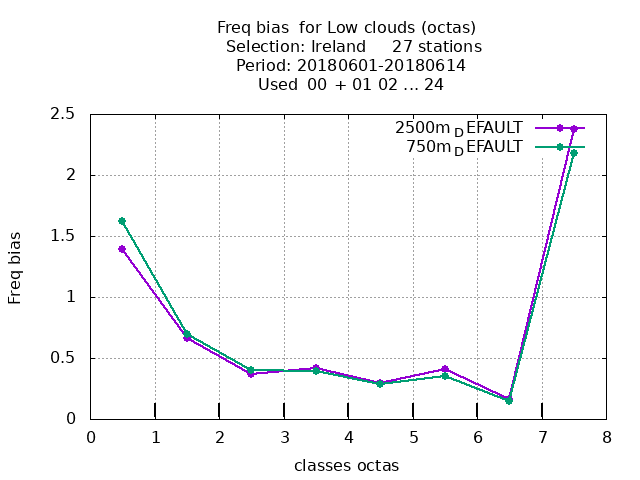 Freq bias  for Low clouds (octas)
Selection: Ireland     27 stations
Period: 20180601-20180614
Used  00  + 01 02 ... 24
2500m_DEFAULT
750m_DEFAULT
2.5
2
1.5
1
0.5
0
Freq bias
0 1 2 3 4 5 6 7 8
classes octas